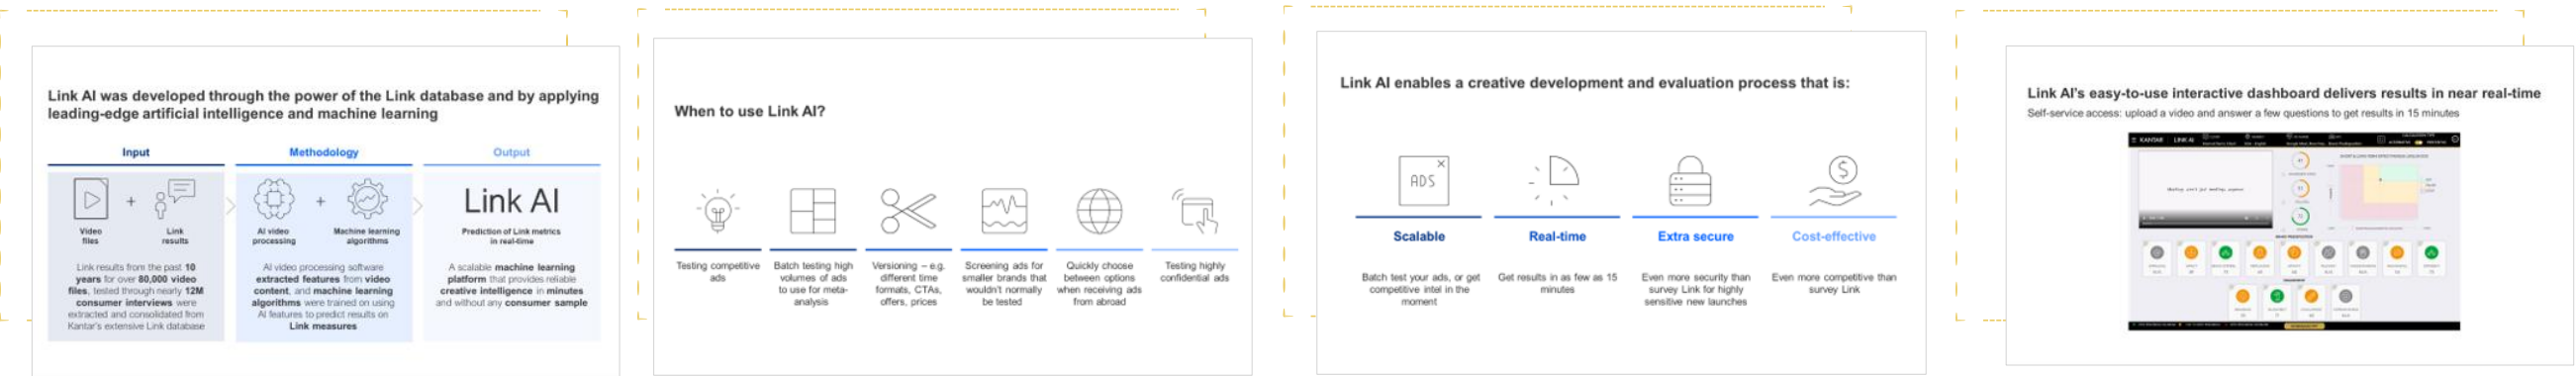 Link AI was developed through the power of the Link database and by applying
leading-edge artificial intelligence and machine learning
Input
Methodology
Output
Link AI
Video
files
Link
results
AI video
processing
Machine learning
algorithms
Prediction of Link metrics
in real-time
Link results from the past 10
years for over 80,000 video
files, tested through nearly 12M
consumer interviews were
extracted and consolidated from
Kantar's extensive Link database
AI video processing software
extracted features from video
content, and machine learning
algorithms were trained on using
AI features to predict results on
Link measures
A scalable machine learning
platform that provides reliable
creative intelligence in minutes
and without any consumer sample
When to use Link AI?
Testing competitive
ads
Batch testing high
volumes of ads
to use for meta-
analysis
Versioning – e.g.
different time
formats, CTAs,
offers, prices
Screening ads for
smaller brands that
wouldn't normally
be tested
Quickly choose
between options
when receiving ads
from abroad
Testing highly
confidential ads
Link AI enables a creative development and evaluation process that is:
ADS
Scalable
Real-time
Extra secure
Cost-effective
Batch test your ads, or get
competitive intel in the
moment
Get results in as few as 15
minutes
Even more security than
survey Link for highly
sensitive new launches
Even more competitive than
survey Link
Link AI's easy-to-use interactive dashboard delivers results in near real-time
Self-service access: upload a video and answer a few questions to get results in 15 minutes
KANTAR
LINK AI